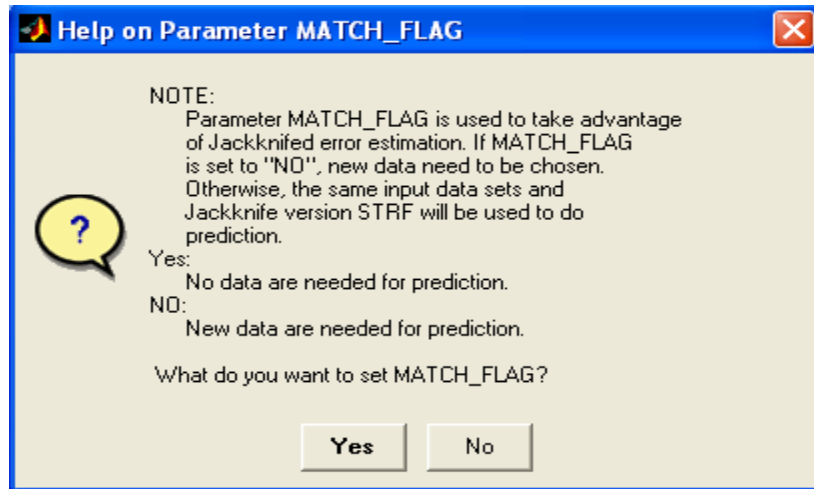 Help on Parameter MATCH_FLAG
NOTE:
Parameter MATCH_FLAG is used to take advantage
of Jackknifed error estimation. If MATCH_FLAG
is set to "NO", new data need to be chosen.
Otherwise, the same input data sets and
Jackknife version STRF will be used to do
prediction.
Yes:
No data are needed for prediction.
NO:
New data are needed for prediction.
What do you want to set MATCH_FLAG?
?
Yes
No